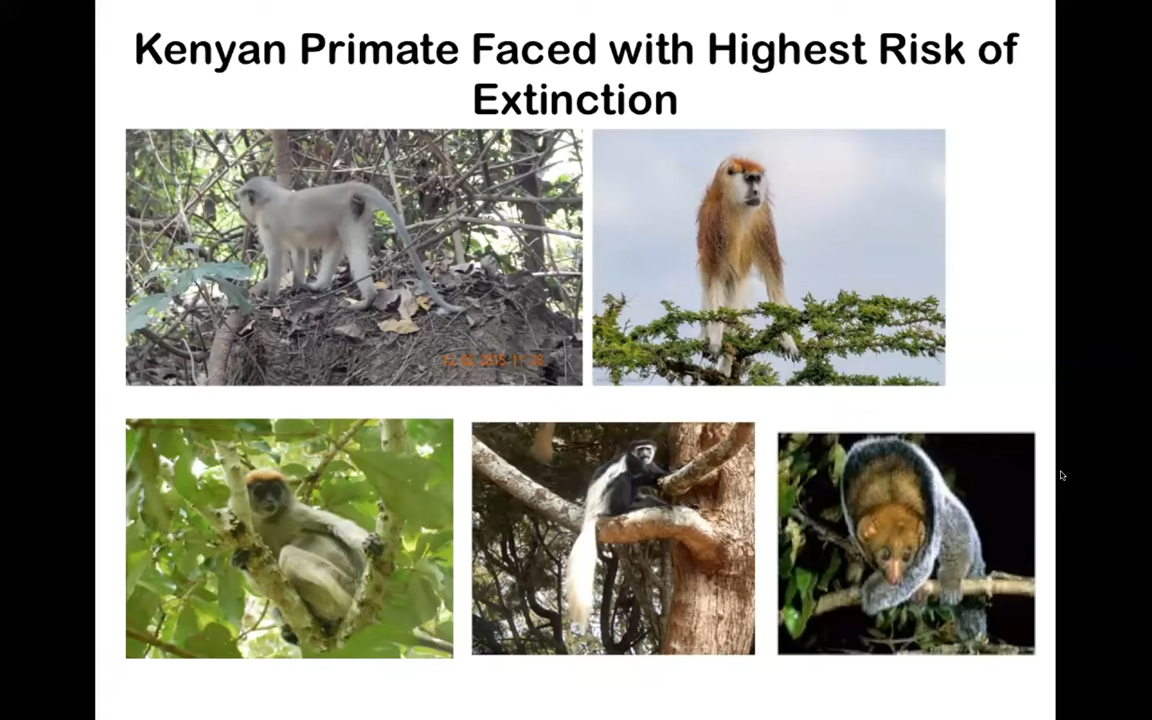 Kenyan Primate Faced with Highest Risk of
Extinction